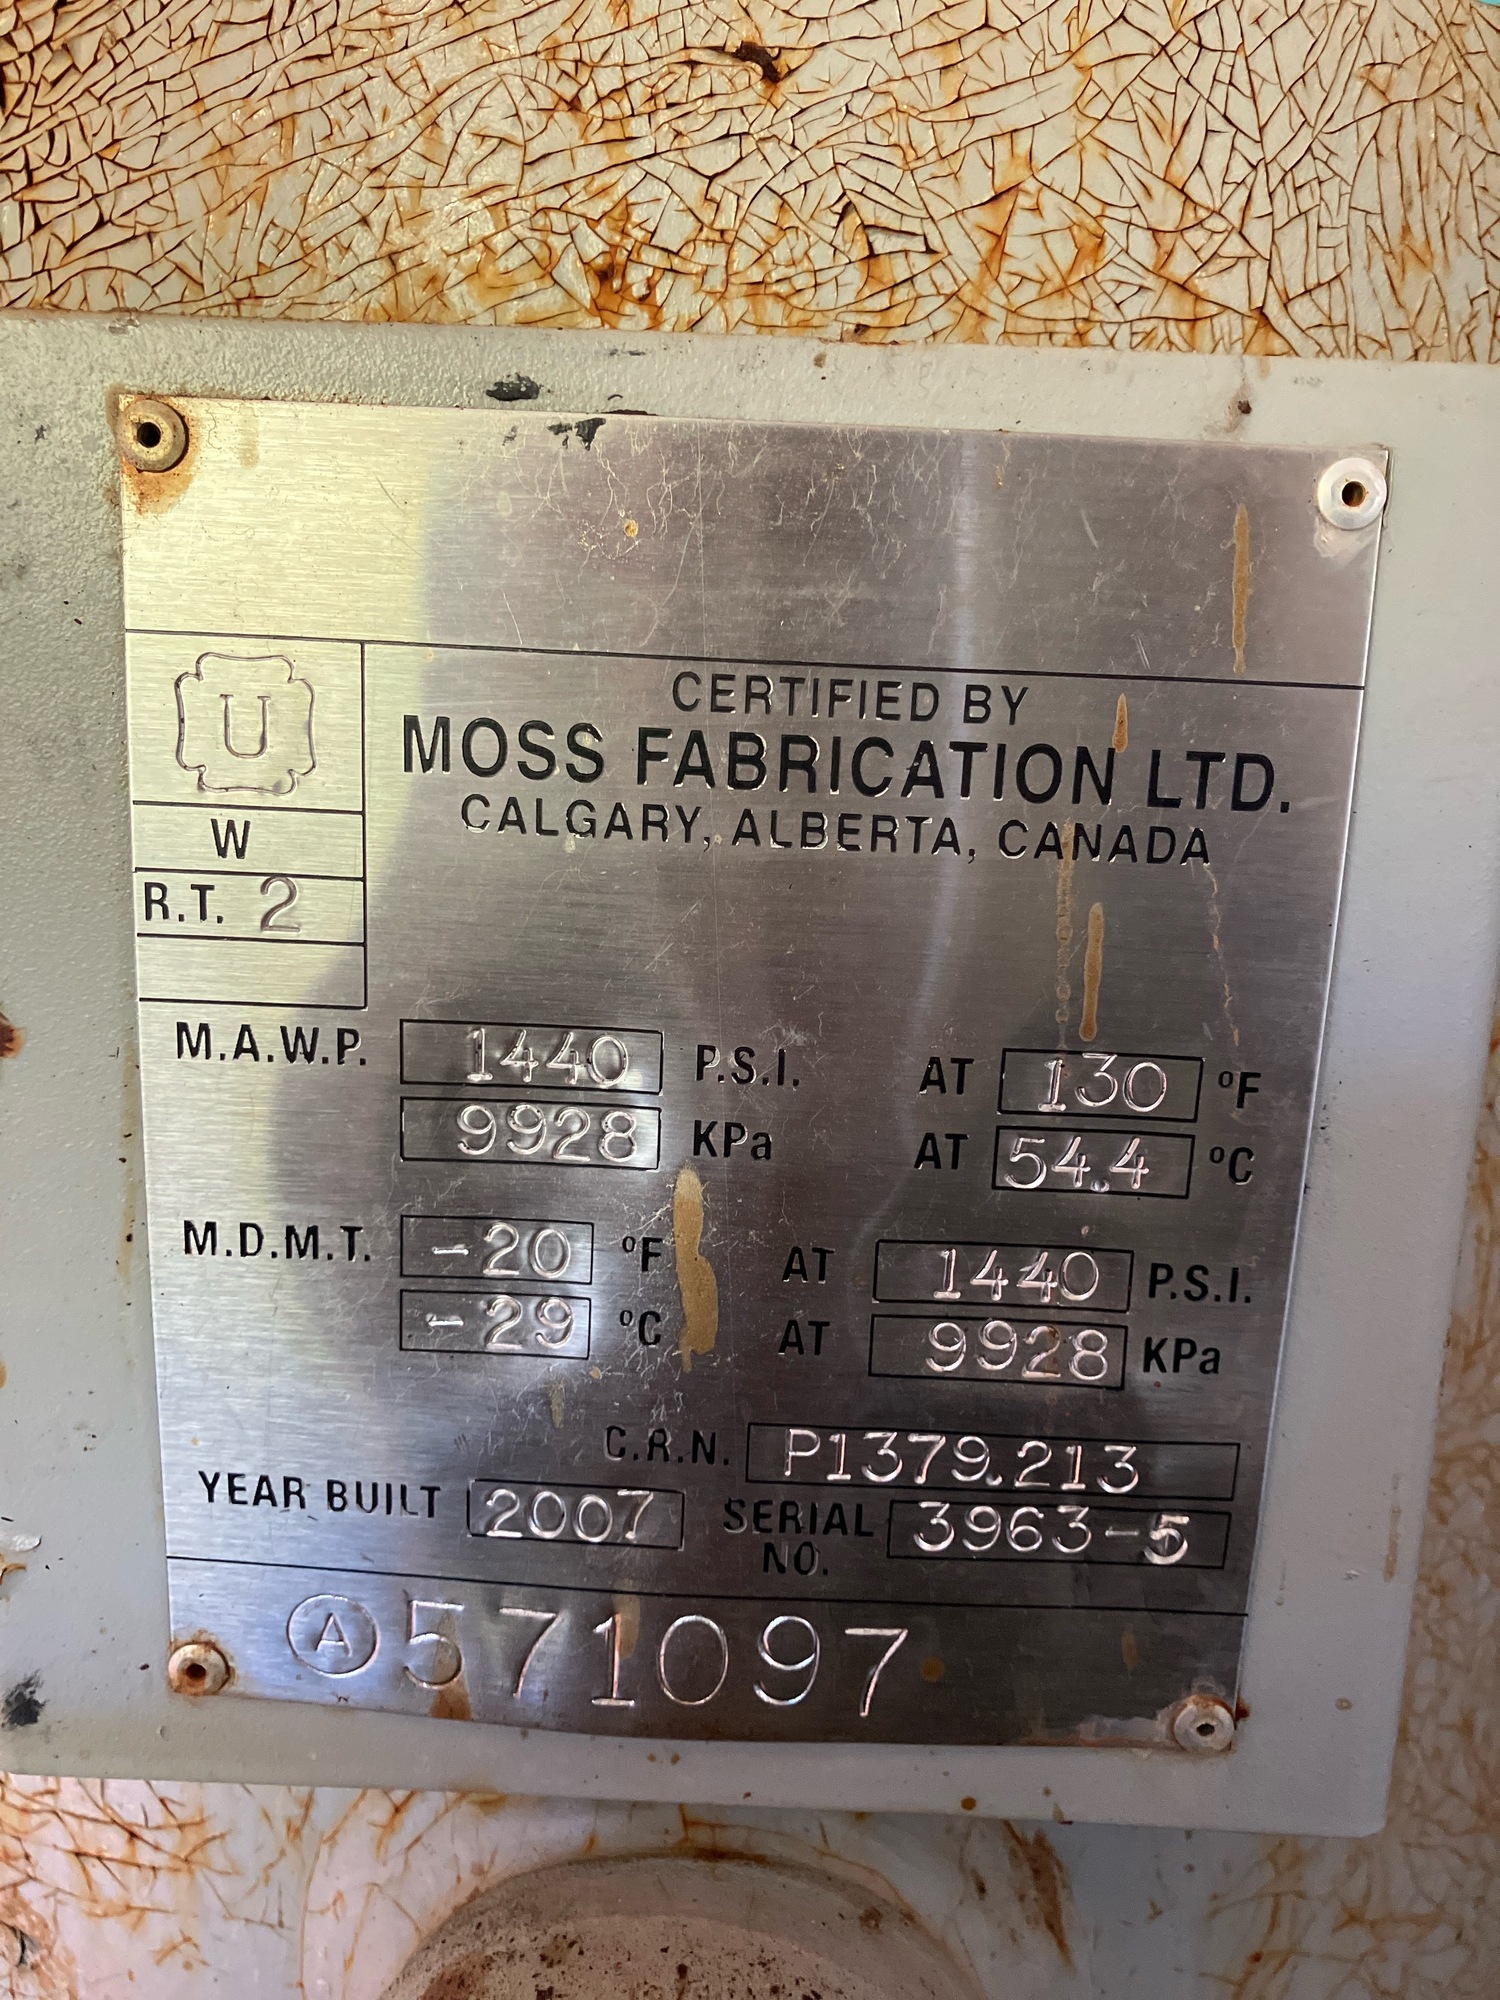 U
CERTIFIED BY
MOSS FABRICATION LTD.
CALGARY, ALBERTA, CANADA
W
R.T. 2
M.A.W.P. 1440 P.S.I. AT 130 °F
9928 KPa AT 54.4 °C
M.D.M.T. -20 °F AT 1440 P.S.I.
-29 °C AT 9928 KPa
C.R.N. P1379.213
YEAR BUILT 2007 SERIAL NO. 3963-5
A 571097